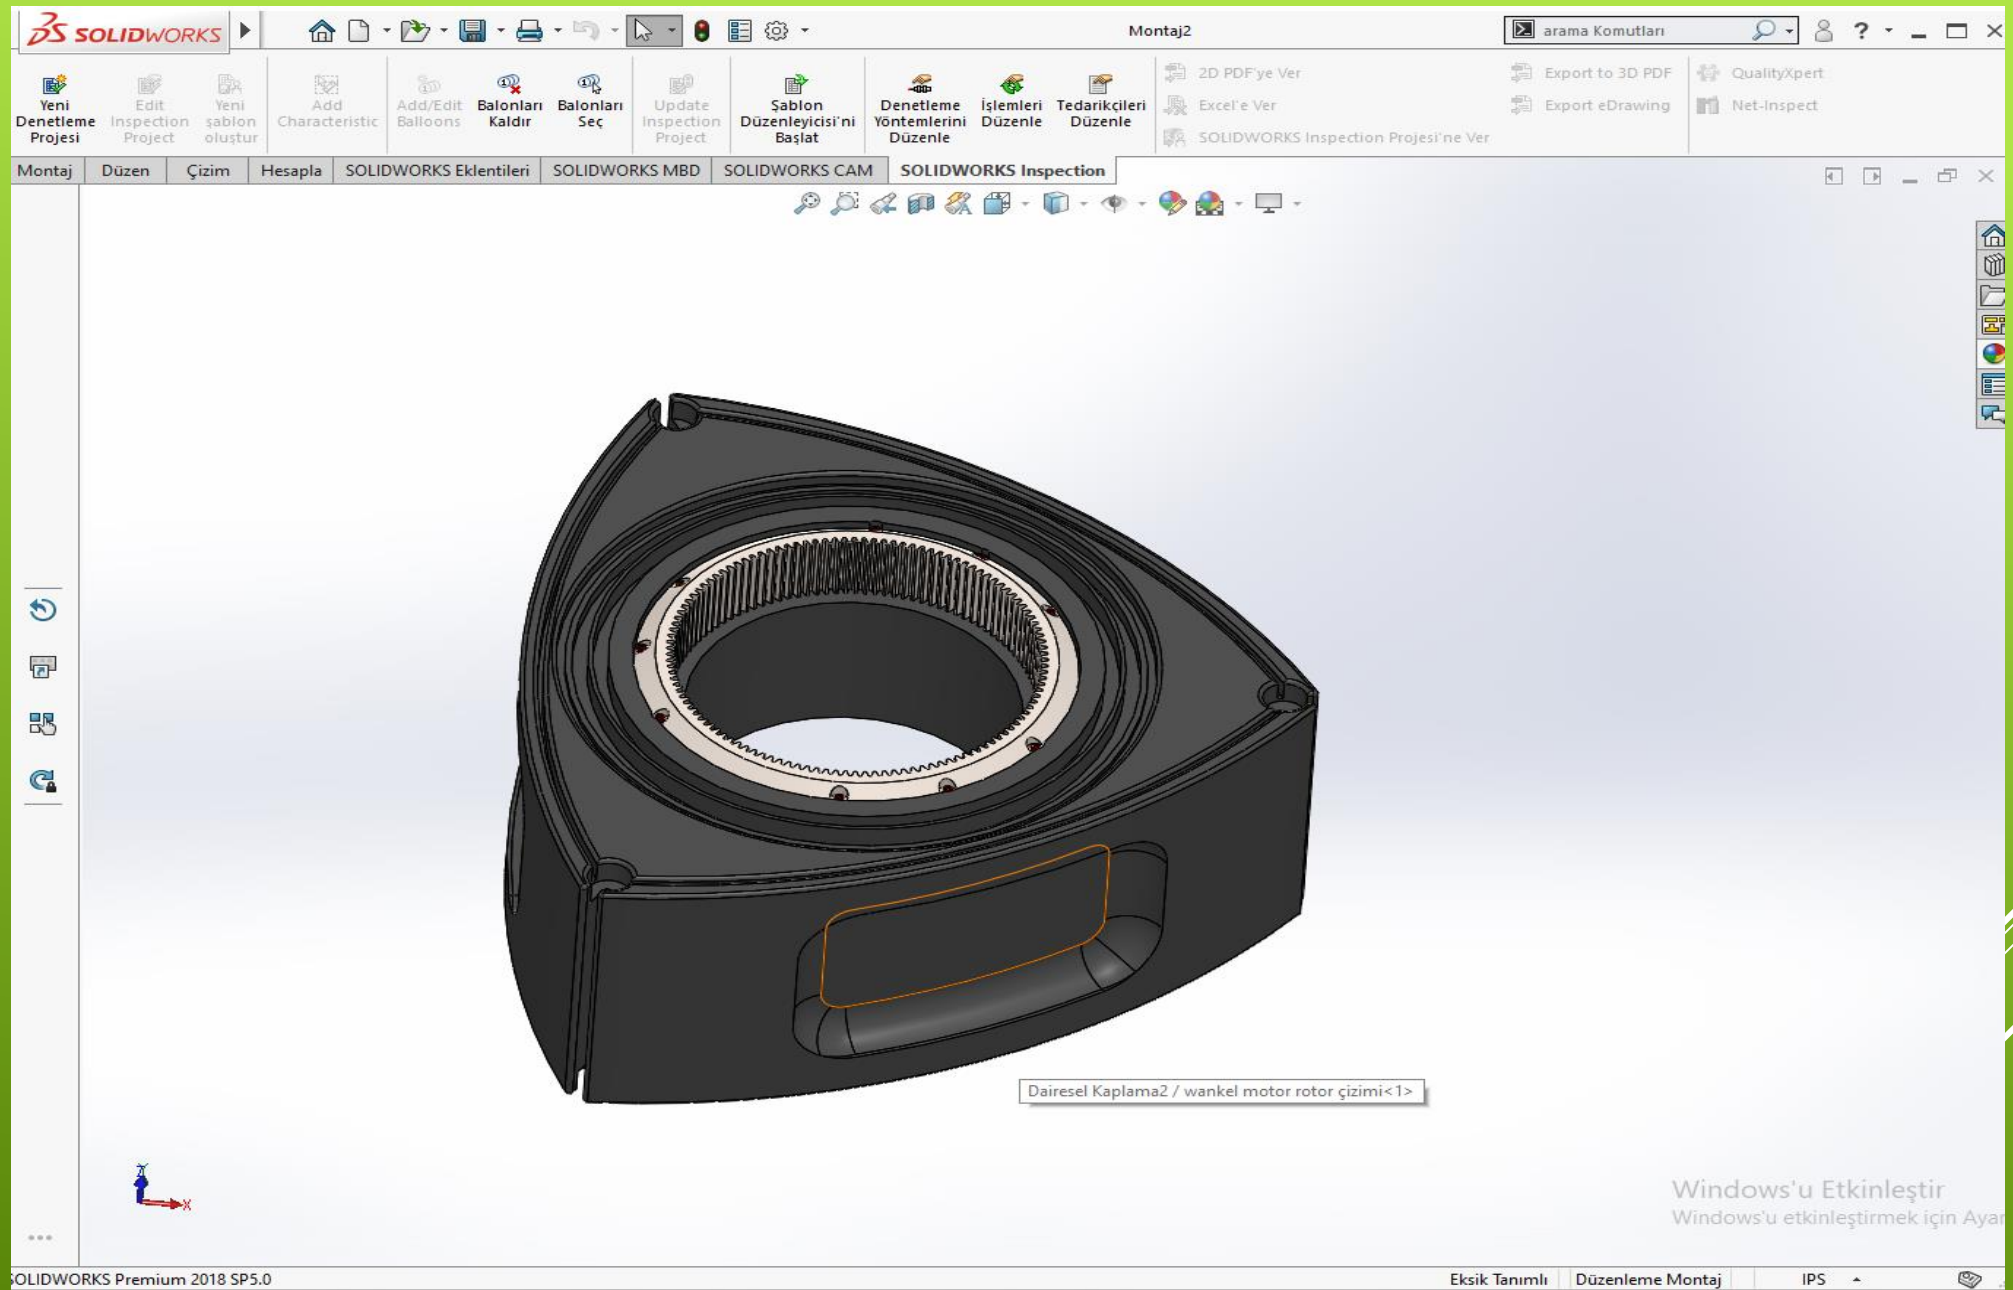 SOLIDWORKS
Montaj2
arama Komutları
?
Yeni Denetleme Projesi
Edit Inspection Project
Yeni şablon oluştur
Add Characteristic
Add/Edit Balloons
Balonları Kaldır
Balonları Seç
Update Inspection Project
Şablon Düzenleyicisi'ni Başlat
Denetleme Yöntemlerini Düzenle
İşlemleri Düzenle
Tedarikçileri Düzenle
2D PDF'ye Ver
Excel'e Ver
SOLIDWORKS Inspection Projesi'ne Ver
Export to 3D PDF
Export eDrawing
QualityXpert
Net-Inspect
Montaj
Düzen
Çizim
Hesapla
SOLIDWORKS Eklentileri
SOLIDWORKS MBD
SOLIDWORKS CAM
SOLIDWORKS Inspection
Dairesel Kaplama2 / wankel motor rotor çizimi<1>
Z
X
Windows'u Etkinleştir
Windows'u etkinleştirmek için Ayar
SOLIDWORKS Premium 2018 SP5.0
Eksik Tanımlı
Düzenleme Montaj
IPS